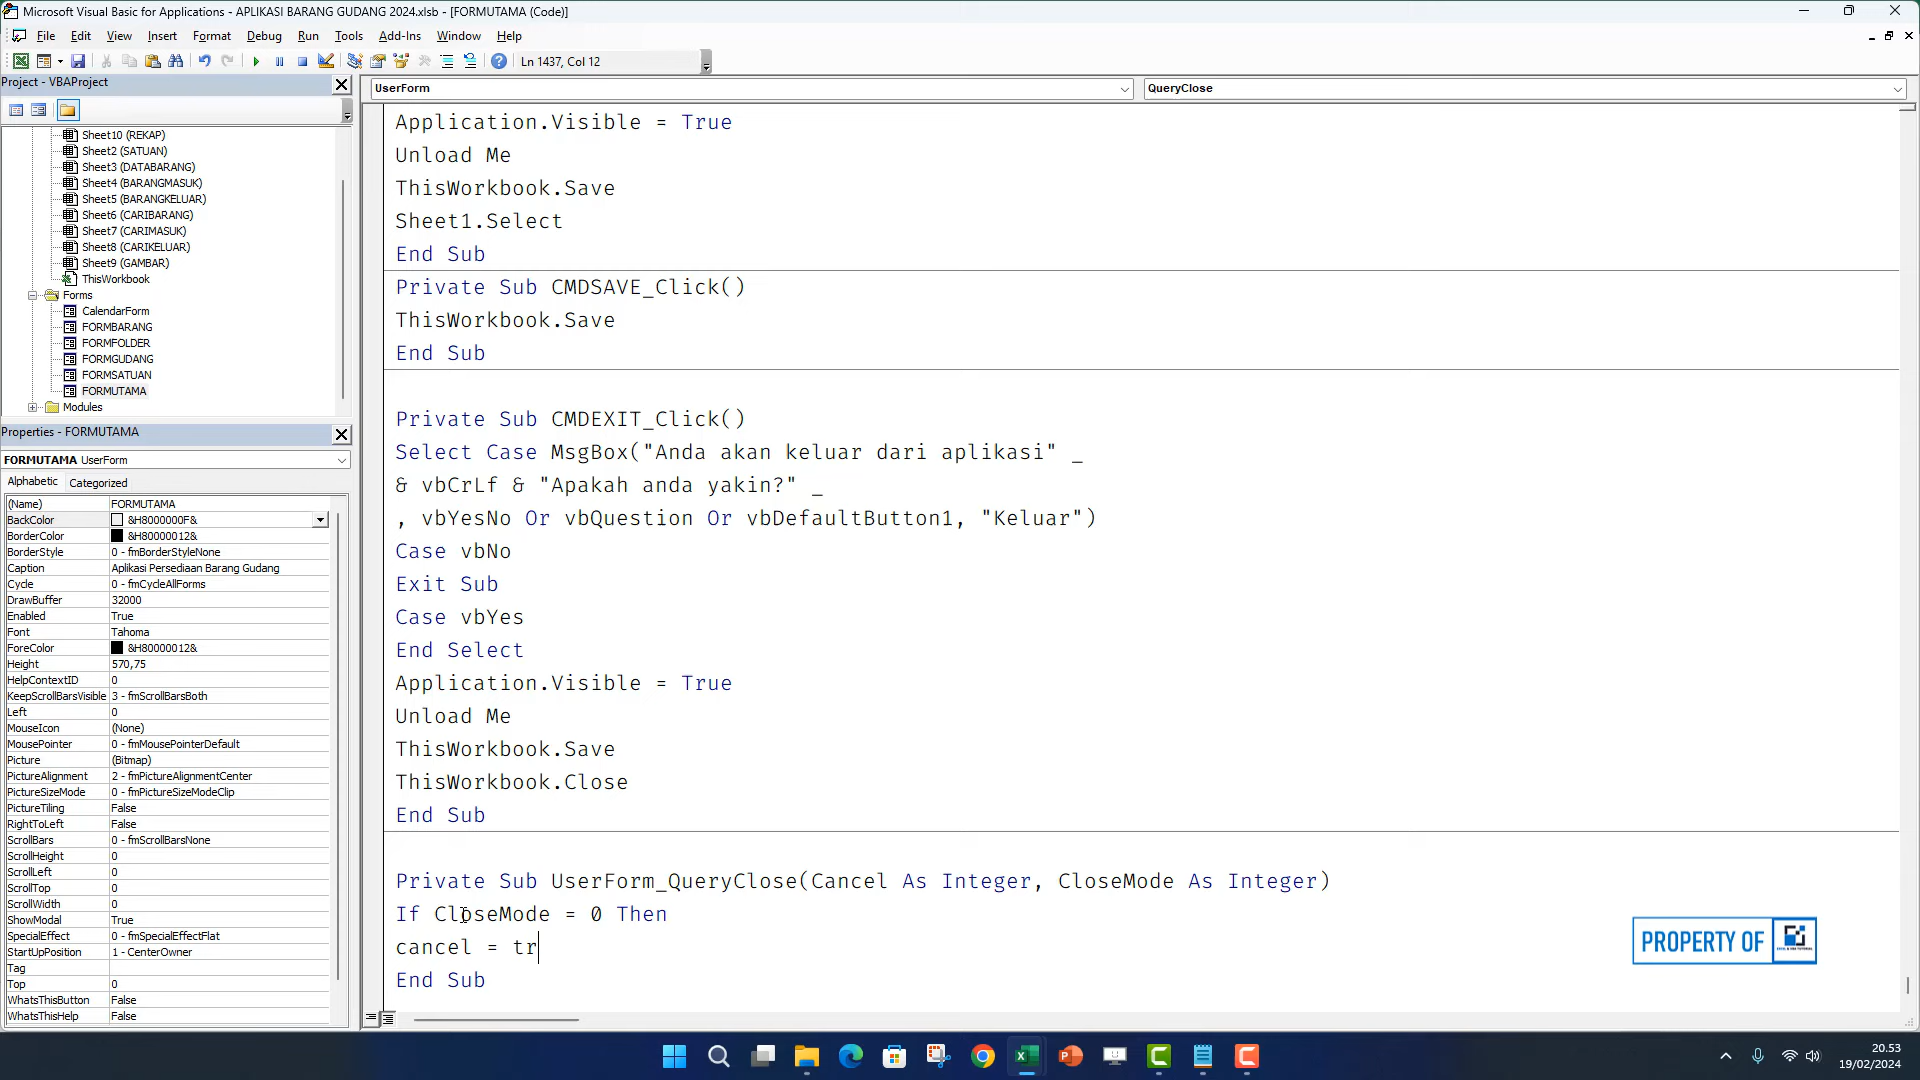 Microsoft Visual Basic for Applications - APLIKASI BARANG GUDANG 2024.xlsb - [FORMUTAMA (Code)]
File Edit View Insert Format Debug Run Tools Add-Ins Window Help
Ln 1437, Col 12
Project - VBAProject
Sheet10 (REKAP)
Sheet2 (SATUAN)
Sheet3 (DATABARANG)
Sheet4 (BARANGMASUK)
Sheet5 (BARANGKELUAR)
Sheet6 (CARIBARANG)
Sheet7 (CARIMASUK)
Sheet8 (CARIKELUAR)
Sheet9 (GAMBAR)
ThisWorkbook
Forms
CalendarForm
FORMBARANG
FORMFOLDER
FORMGUDANG
FORMSATUAN
FORMUTAMA
Modules
Properties - FORMUTAMA
FORMUTAMA UserForm
Alphabetic Categorized
(Name) FORMUTAMA
BackColor &H8000000F&
BorderColor &H80000012&
BorderStyle 0 - fmBorderStyleNone
Caption Aplikasi Persediaan Barang Gudang
Cycle 0 - fmCycleAllForms
DrawBuffer 32000
Enabled True
Font Tahoma
ForeColor &H80000012&
Height 570,75
HelpContextID 0
KeepScrollBarsVisible 3 - fmScrollBarsBoth
Left 0
MouseIcon (None)
MousePointer 0 - fmMousePointerDefault
Picture (Bitmap)
PictureAlignment 2 - fmPictureAlignmentCenter
PictureSizeMode 0 - fmPictureSizeModeClip
PictureTiling False
RightToLeft False
ScrollBars 0 - fmScrollBarsNone
ScrollHeight 0
ScrollLeft 0
ScrollTop 0
ScrollWidth 0
ShowModal True
SpecialEffect 0 - fmSpecialEffectFlat
StartUpPosition 1 - CenterOwner
Tag
Top 0
WhatsThisButton False
WhatsThisHelp False
UserForm QueryClose
Application.Visible = True
Unload Me
ThisWorkbook.Save
Sheet1.Select
End Sub
Private Sub CMDSAVE_Click()
ThisWorkbook.Save
End Sub
Private Sub CMDEXIT_Click()
Select Case MsgBox("Anda akan keluar dari aplikasi" _
& vbCrLf & "Apakah anda yakin?" _
, vbYesNo Or vbQuestion Or vbDefaultButton1, "Keluar")
Case vbNo
Exit Sub
Case vbYes
End Select
Application.Visible = True
Unload Me
ThisWorkbook.Save
ThisWorkbook.Close
End Sub
Private Sub UserForm_QueryClose(Cancel As Integer, CloseMode As Integer)
If CloseMode = 0 Then
cancel = tr
End Sub
PROPERTY OF
20.53
19/02/2024